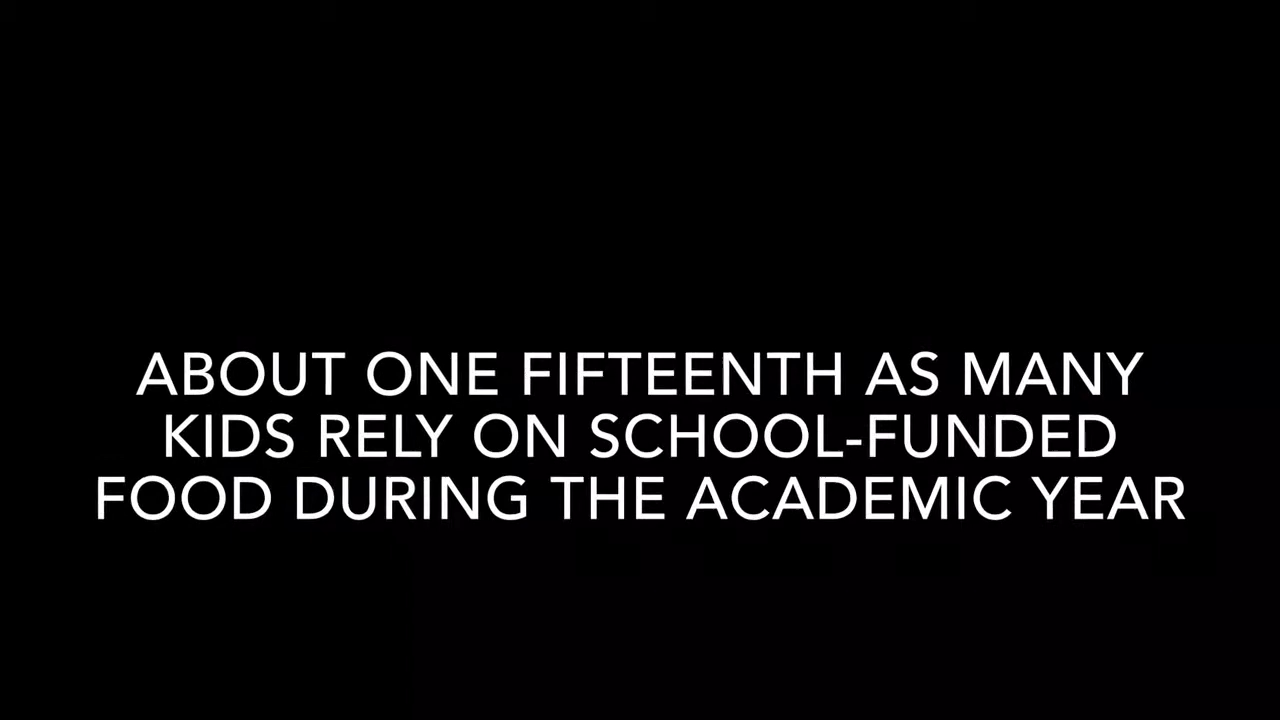 ABOUT ONE FIFTEENTH AS MANY
KIDS RELY ON SCHOOL-FUNDED
FOOD DURING THE ACADEMIC YEAR